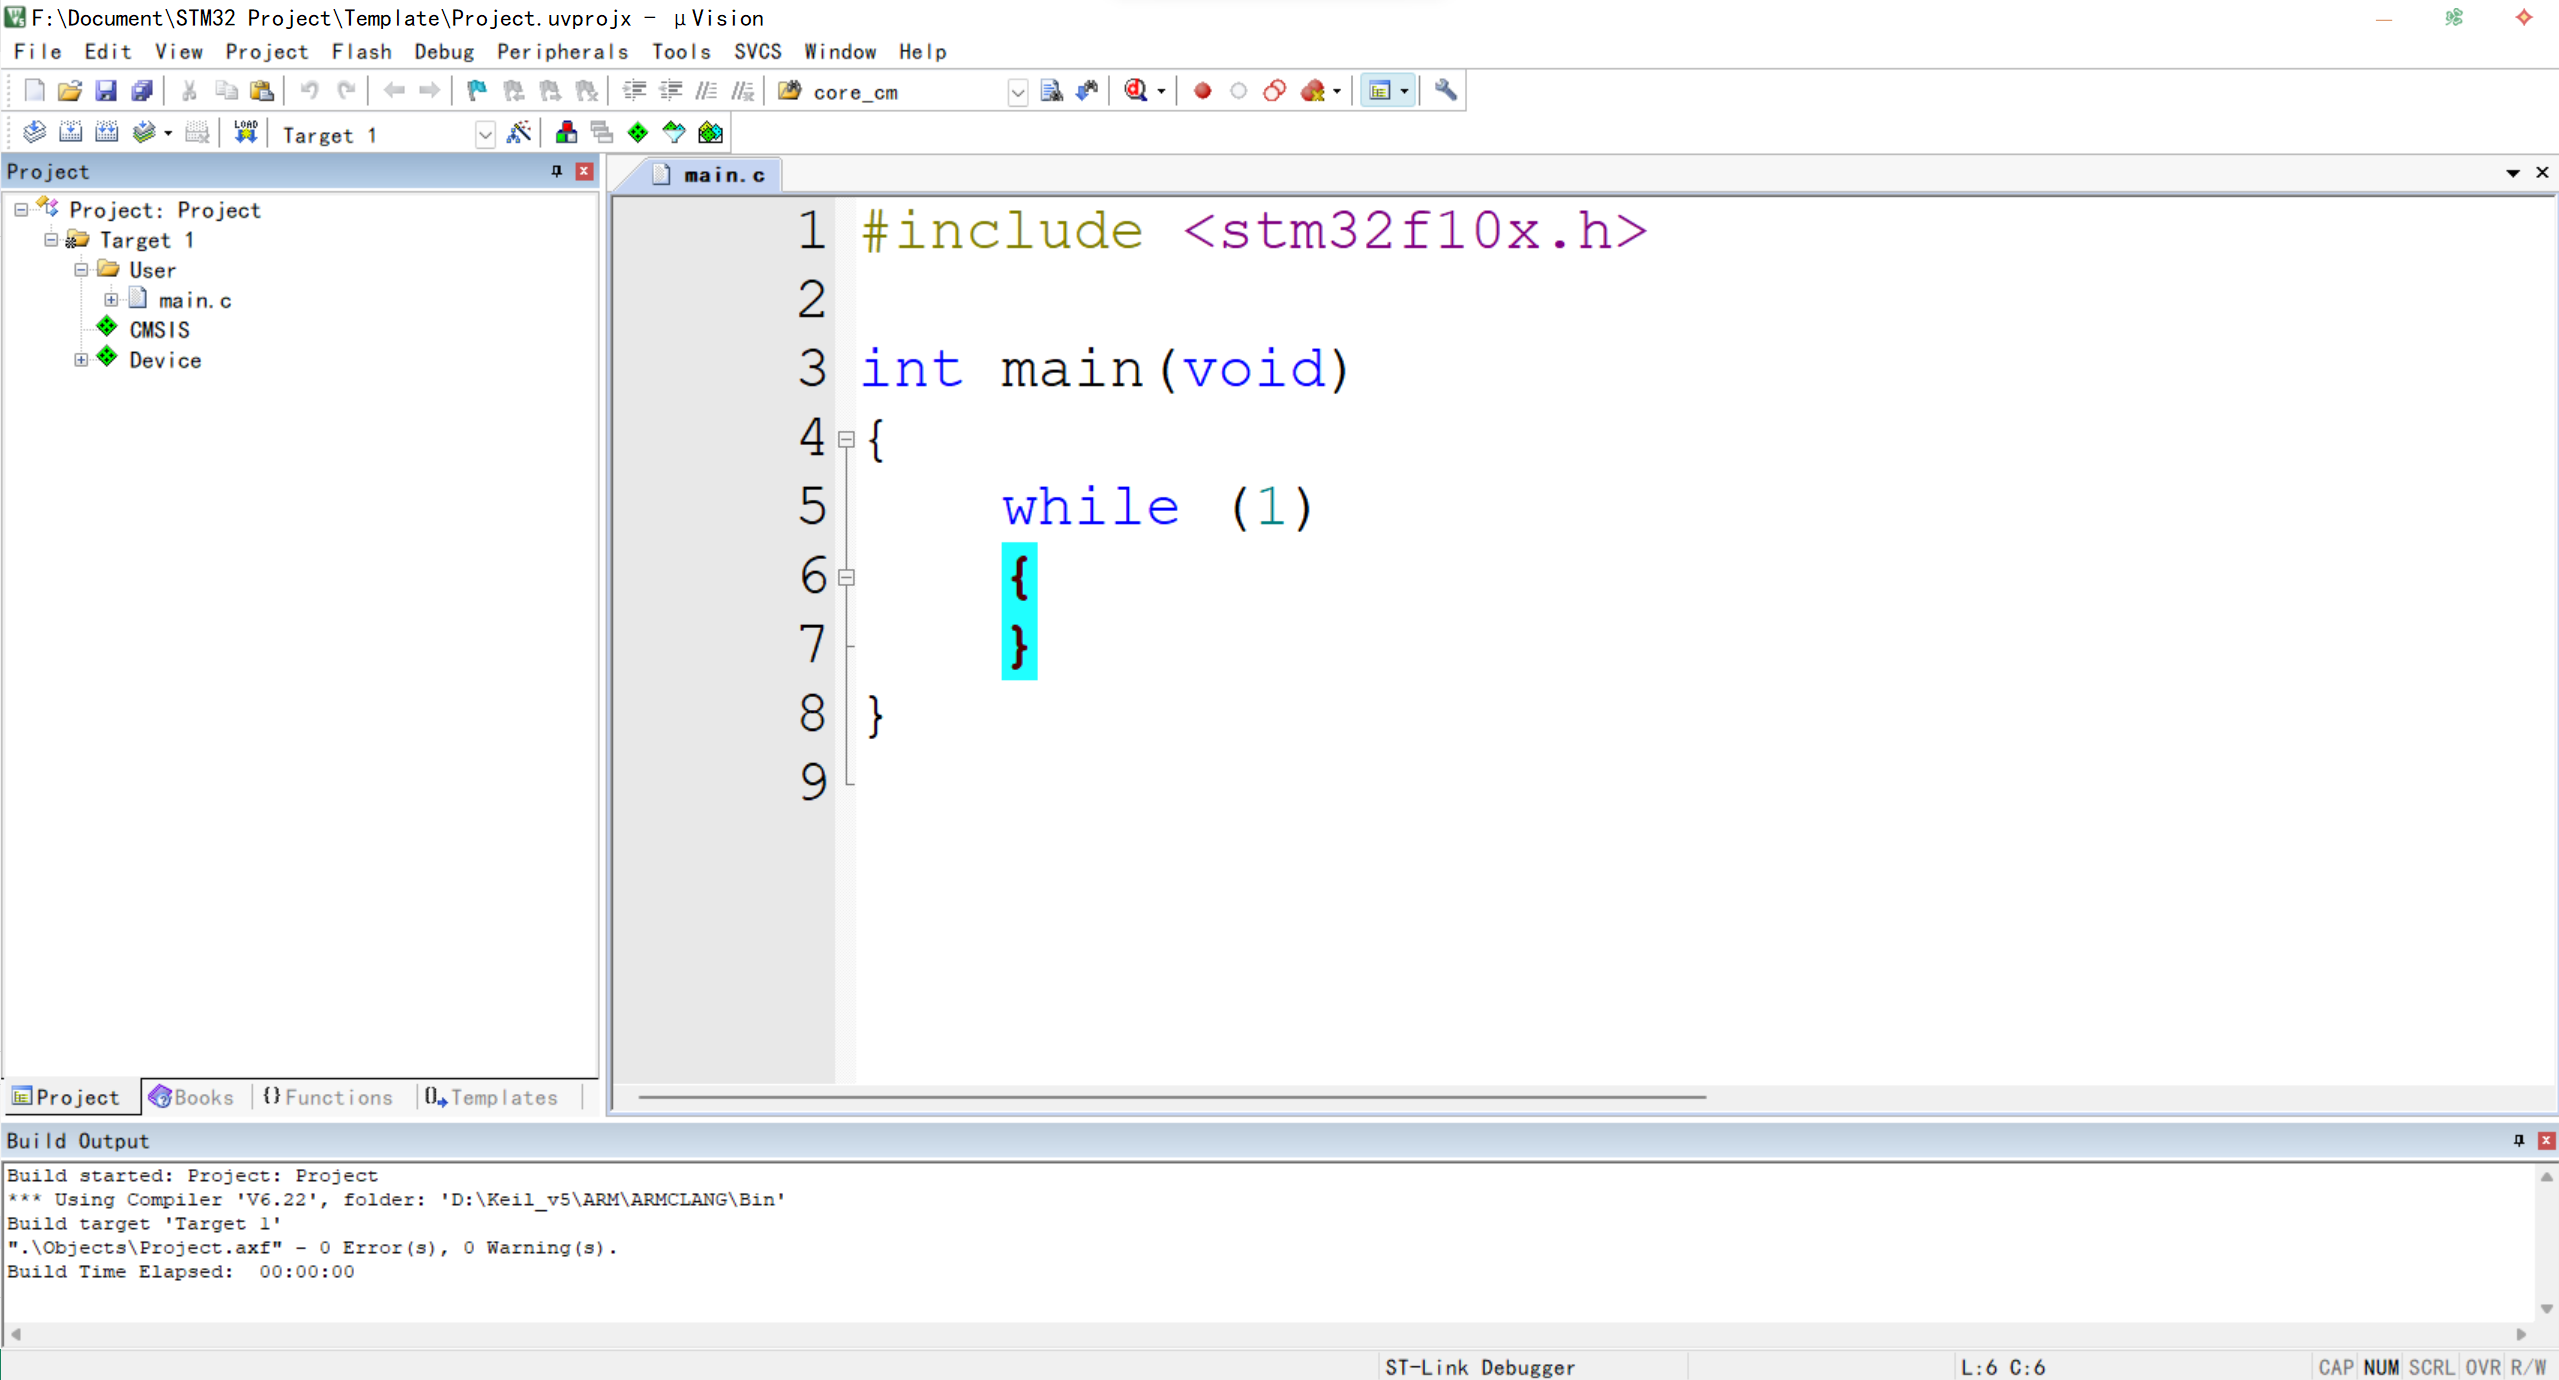 F:\Document\STM32 Project\Template\Project.uvprojx - µVision
File Edit View Project Flash Debug Peripherals Tools SVCS Window Help
core_cm
LOAD Target 1
Project
main.c
Project: Project
Target 1
User
main.c
CMSIS
Device
1 #include <stm32f10x.h>
2
3 int main(void)
4 {
5 while (1)
6 {
7 }
8 }
9
Project Books {} Functions Templates
Build Output
Build started: Project: Project
*** Using Compiler 'V6.22', folder: 'D:\Keil_v5\ARM\ARMCLANG\Bin'
Build target 'Target 1'
".\Objects\Project.axf" - 0 Error(s), 0 Warning(s).
Build Time Elapsed:  00:00:00
ST-Link Debugger L:6 C:6 CAP NUM SCRL OVR R/W